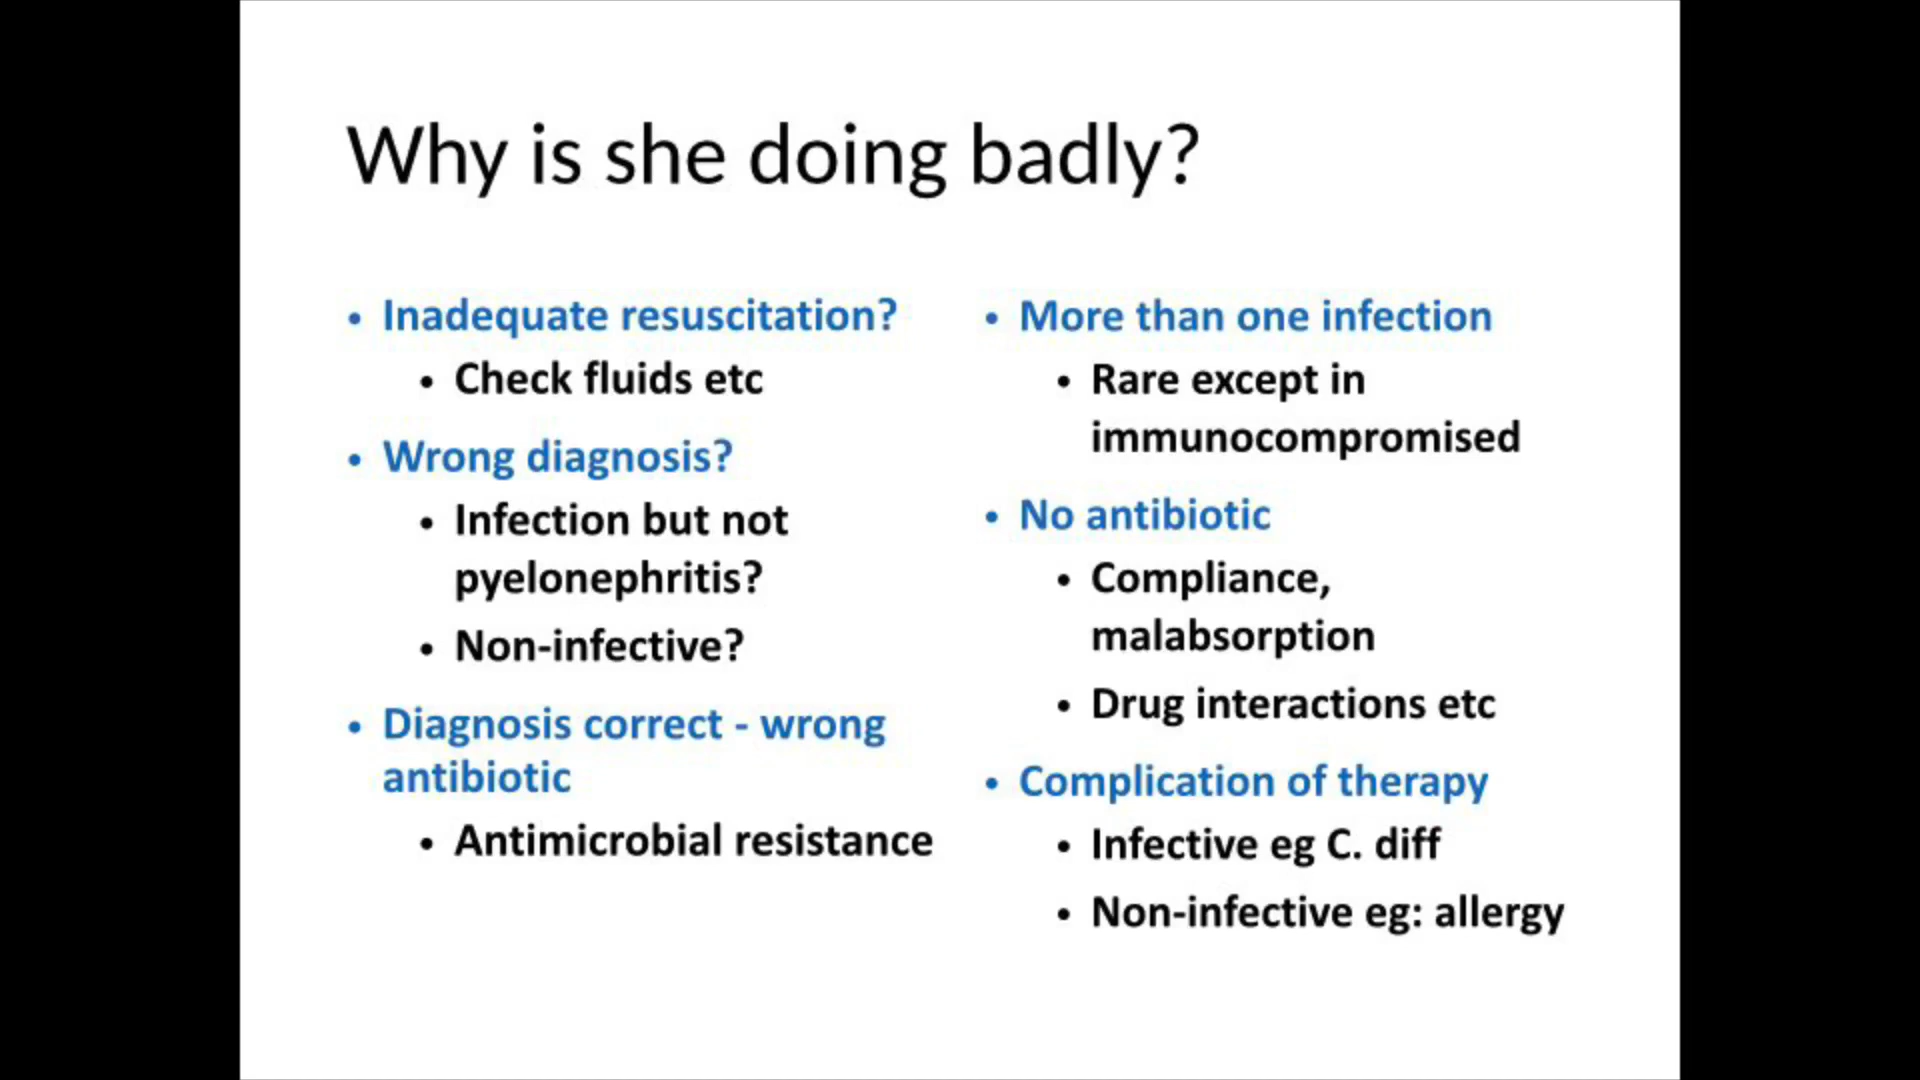 Why is she doing badly?
• Inadequate resuscitation?
• Check fluids etc
• Wrong diagnosis?
• Infection but not
pyelonephritis?
• Non-infective?
• Diagnosis correct - wrong
antibiotic
• Antimicrobial resistance
• More than one infection
• Rare except in
immunocompromised
• No antibiotic
• Compliance,
malabsorption
• Drug interactions etc
• Complication of therapy
• Infective eg C. diff
• Non-infective eg: allergy